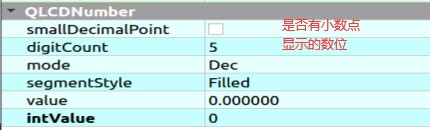 QLCDNumber
smallDecimalPoint 是否有小数点
digitCount 5 显示的数位
mode Dec
segmentStyle Filled
value 0.000000
intValue 0